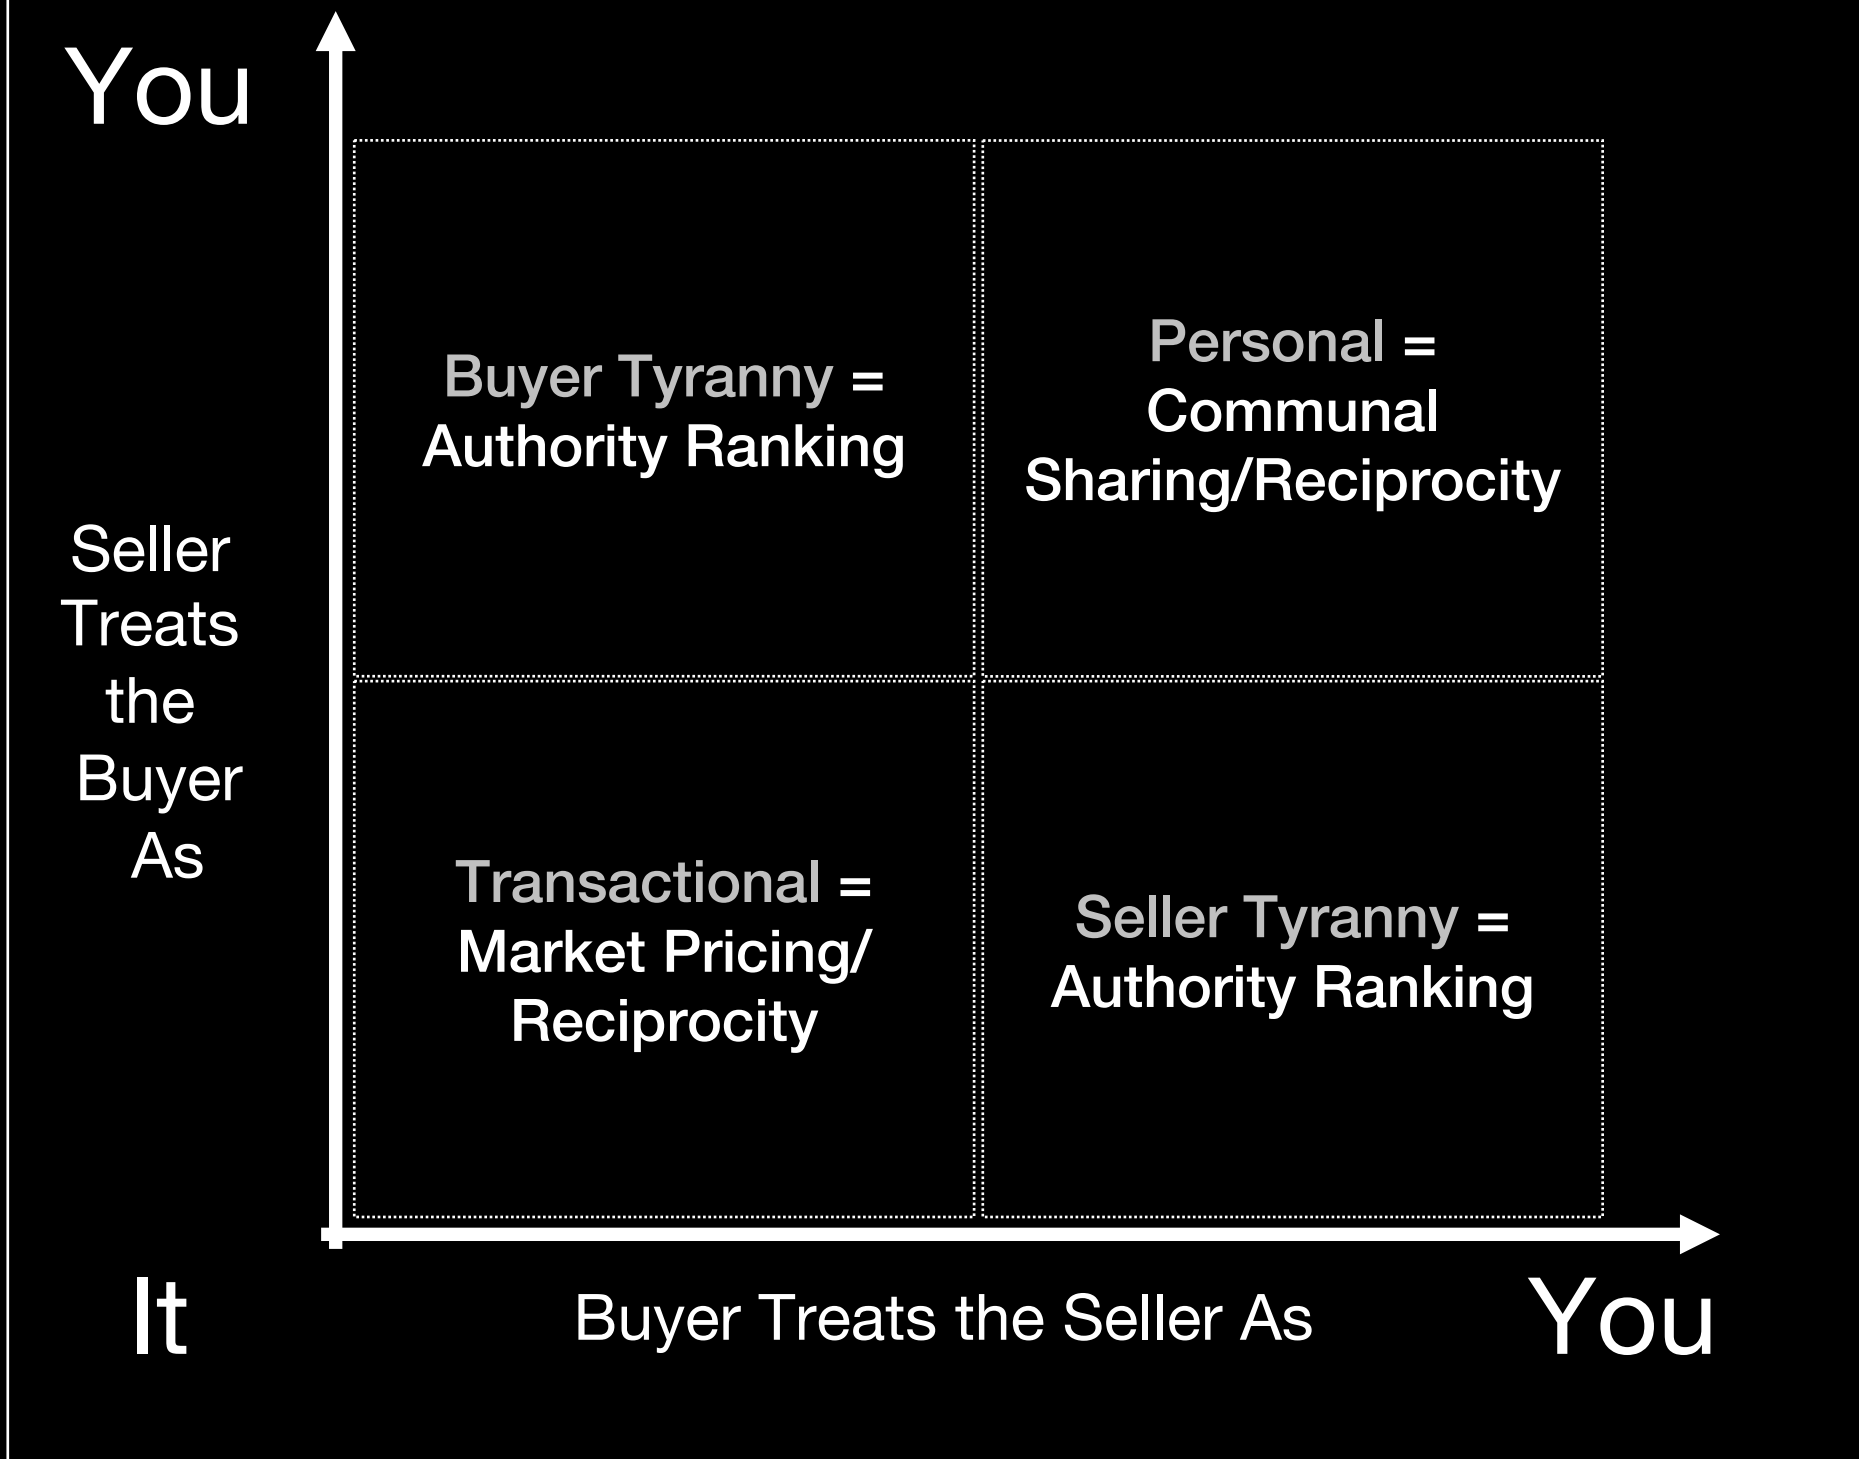 You
Buyer Tyranny =
Authority Ranking
Personal =
Communal
Sharing/Reciprocity
Seller
Treats
the
Buyer
As
Transactional =
Market Pricing/
Reciprocity
Seller Tyranny =
Authority Ranking
It
Buyer Treats the Seller As
You